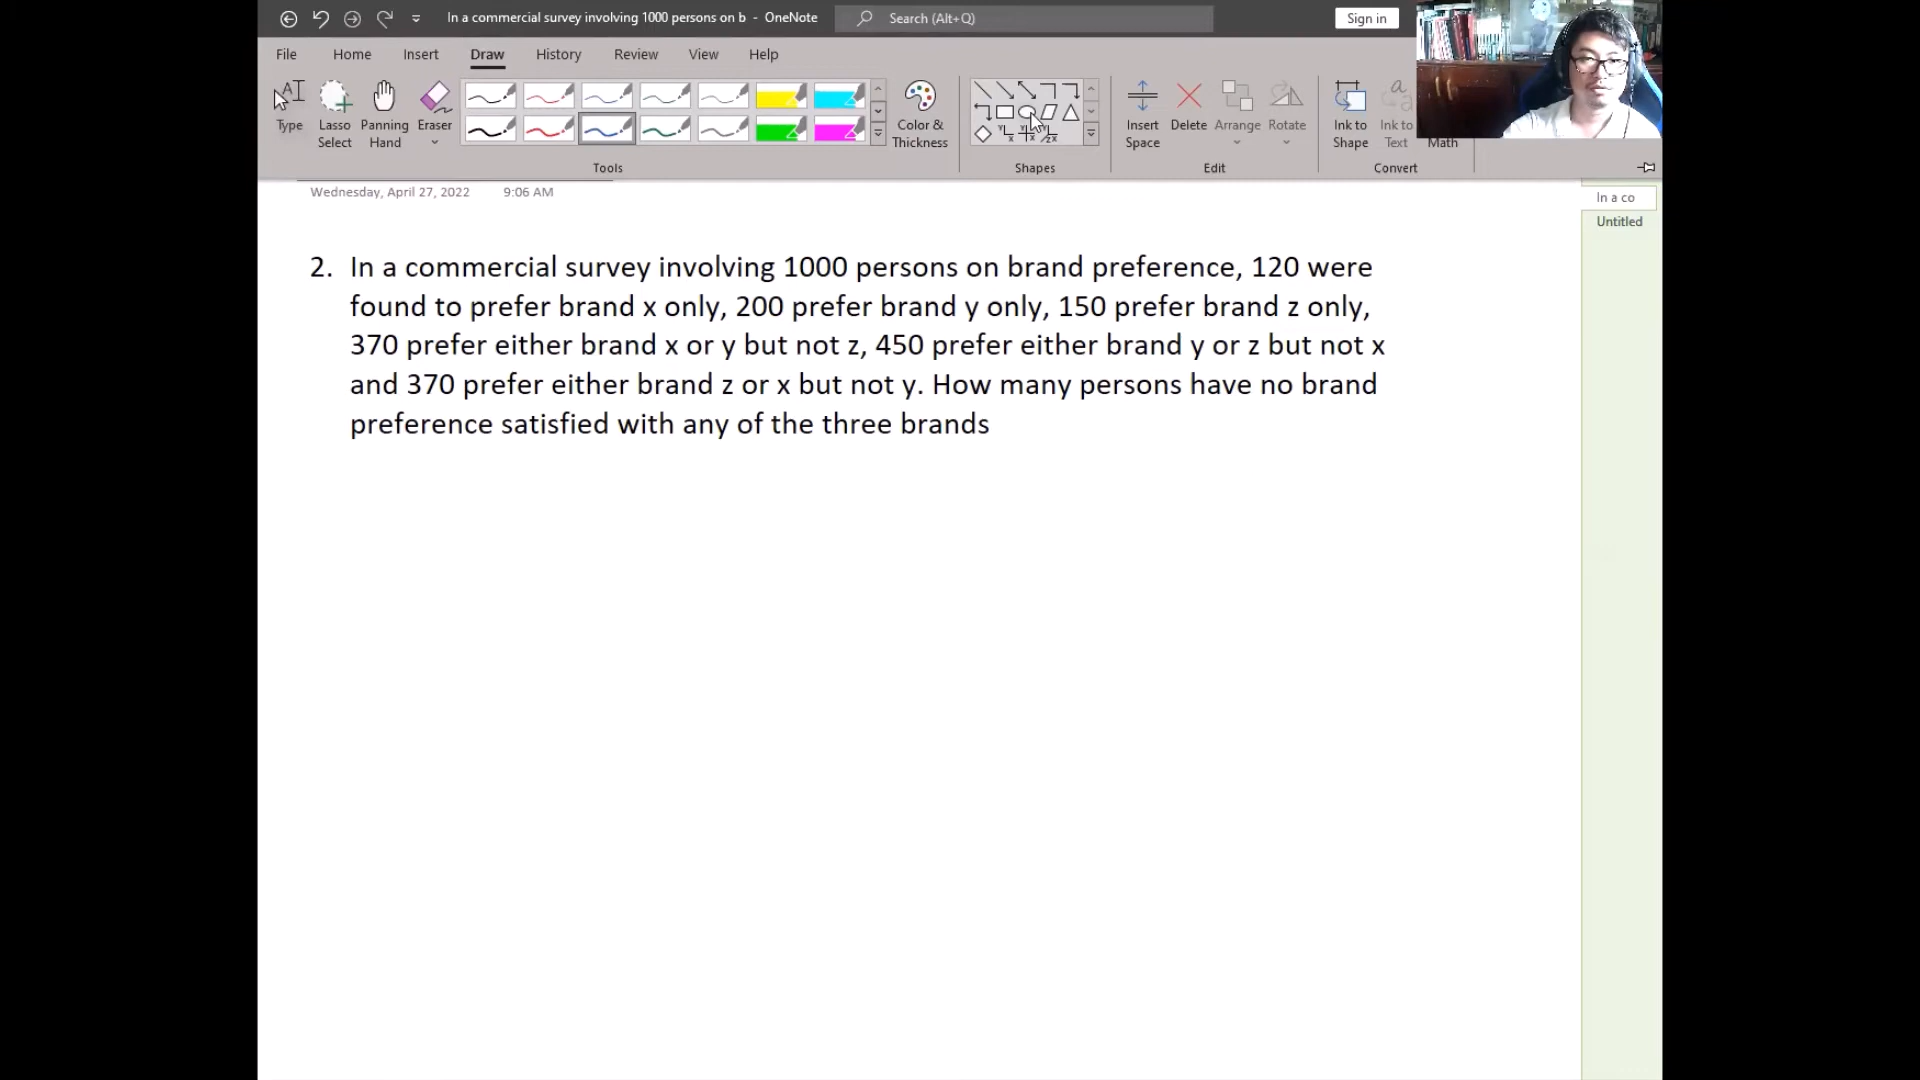 In a commercial survey involving 1000 persons on b - OneNote
Search (Alt+Q)
Sign in
File Home Insert Draw History Review View Help
Type
Lasso Select
Panning Hand
Eraser
Color & Thickness
Insert Space
Delete
Arrange
Rotate
Ink to Shape
Ink to Text
Math
Tools
Shapes
Edit
Convert
Wednesday, April 27, 2022 9:06 AM
In a co
Untitled
2. In a commercial survey involving 1000 persons on brand preference, 120 were
found to prefer brand x only, 200 prefer brand y only, 150 prefer brand z only,
370 prefer either brand x or y but not z, 450 prefer either brand y or z but not x
and 370 prefer either brand z or x but not y. How many persons have no brand
preference satisfied with any of the three brands